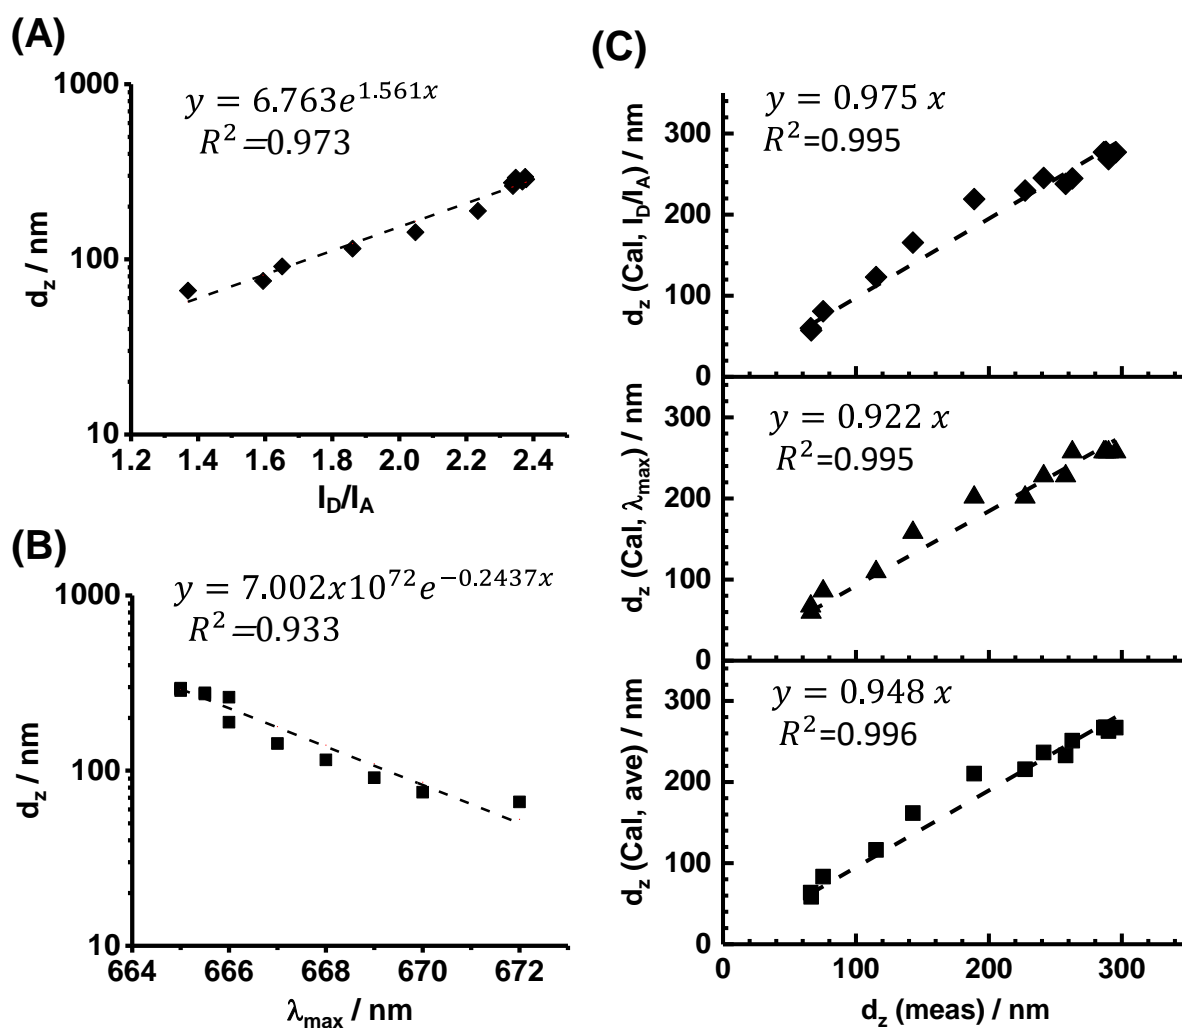 (A)
1000
100
10
d_z / nm
y = 6.763e^{1.561x}
R^2 =0.973
1.2 1.4 1.6 1.8 2.0 2.2 2.4
I_D/I_A
(B)
1000
100
10
d_z / nm
y = 7.002x10^{72}e^{-0.2437x}
R^2=0.933
664 666 668 670 672
λ_max / nm
(C)
d_z (Cal, I_D/I_A) / nm
y = 0.975 x
R^2=0.995
300
200
100
0
d_z (Cal, λ_max) / nm
y = 0.922 x
R^2=0.995
300
200
100
0
d_z (Cal, ave) / nm
y = 0.948 x
R^2=0.996
300
200
100
0
0 100 200 300
d_z (meas) / nm